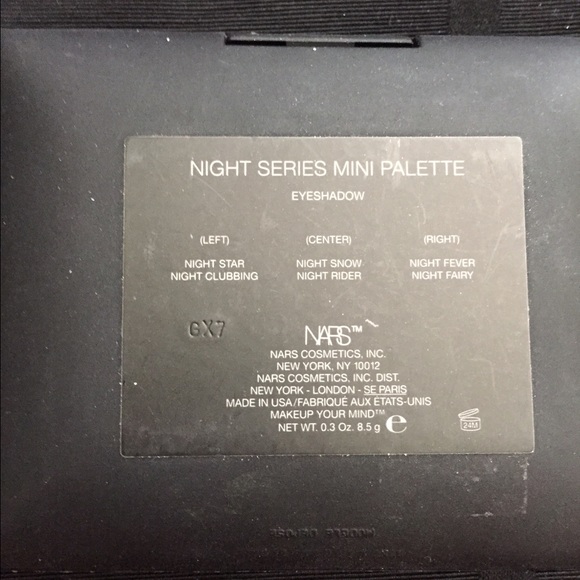 NIGHT SERIES MINI PALETTE
EYESHADOW
(LEFT) (CENTER) (RIGHT)
NIGHT STAR NIGHT SNOW NIGHT FEVER
NIGHT CLUBBING NIGHT RIDER NIGHT FAIRY
GX7
NARS™
NARS COSMETICS, INC.
NEW YORK, NY 10012
NARS COSMETICS, INC. DIST.
NEW YORK - LONDON - SE PARIS
MADE IN USA/FABRIQUÉ AUX ÉTATS-UNIS
MAKEUP YOUR MIND™
NET WT. 0.3 Oz. 8.5 g e
24M